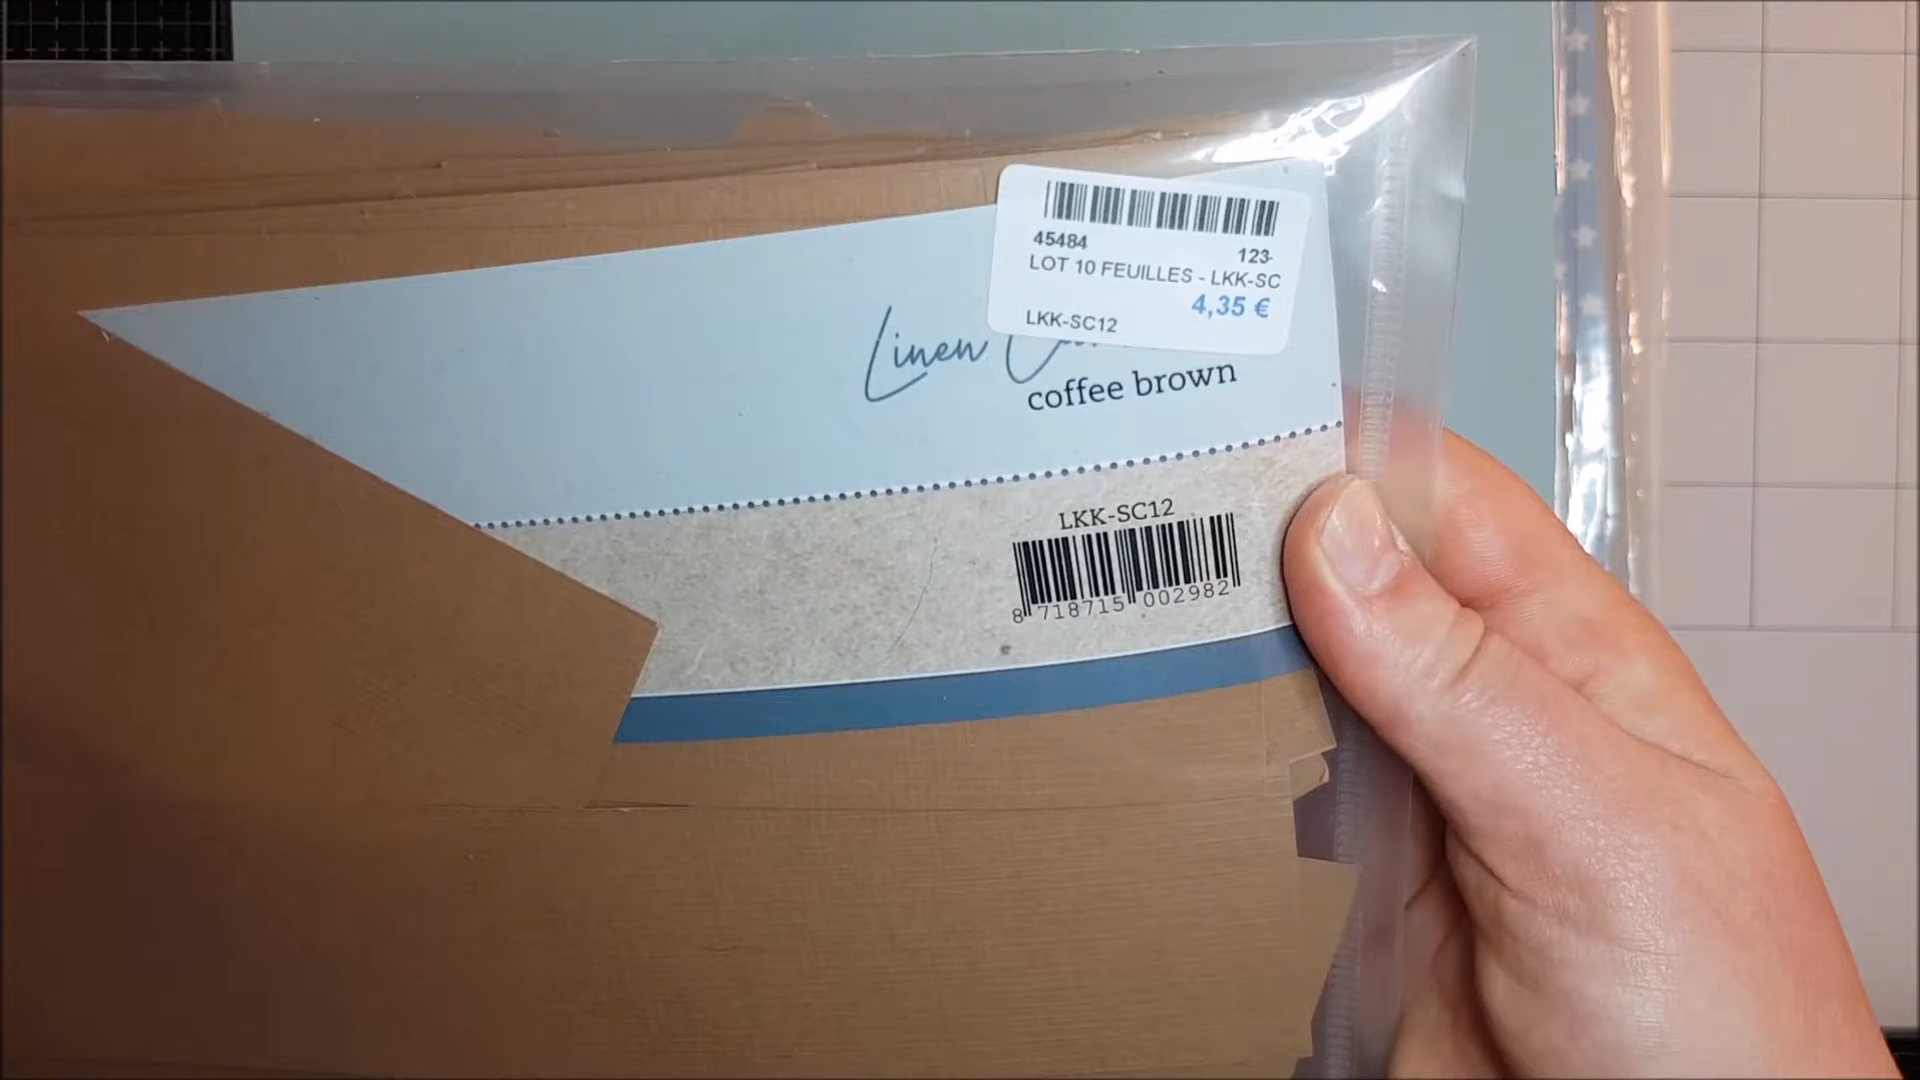 45484 123-
LOT 10 FEUILLES - LKK-SC
4,35 €
LKK-SC12
Linen
coffee brown
LKK-SC12
8 718715 002982